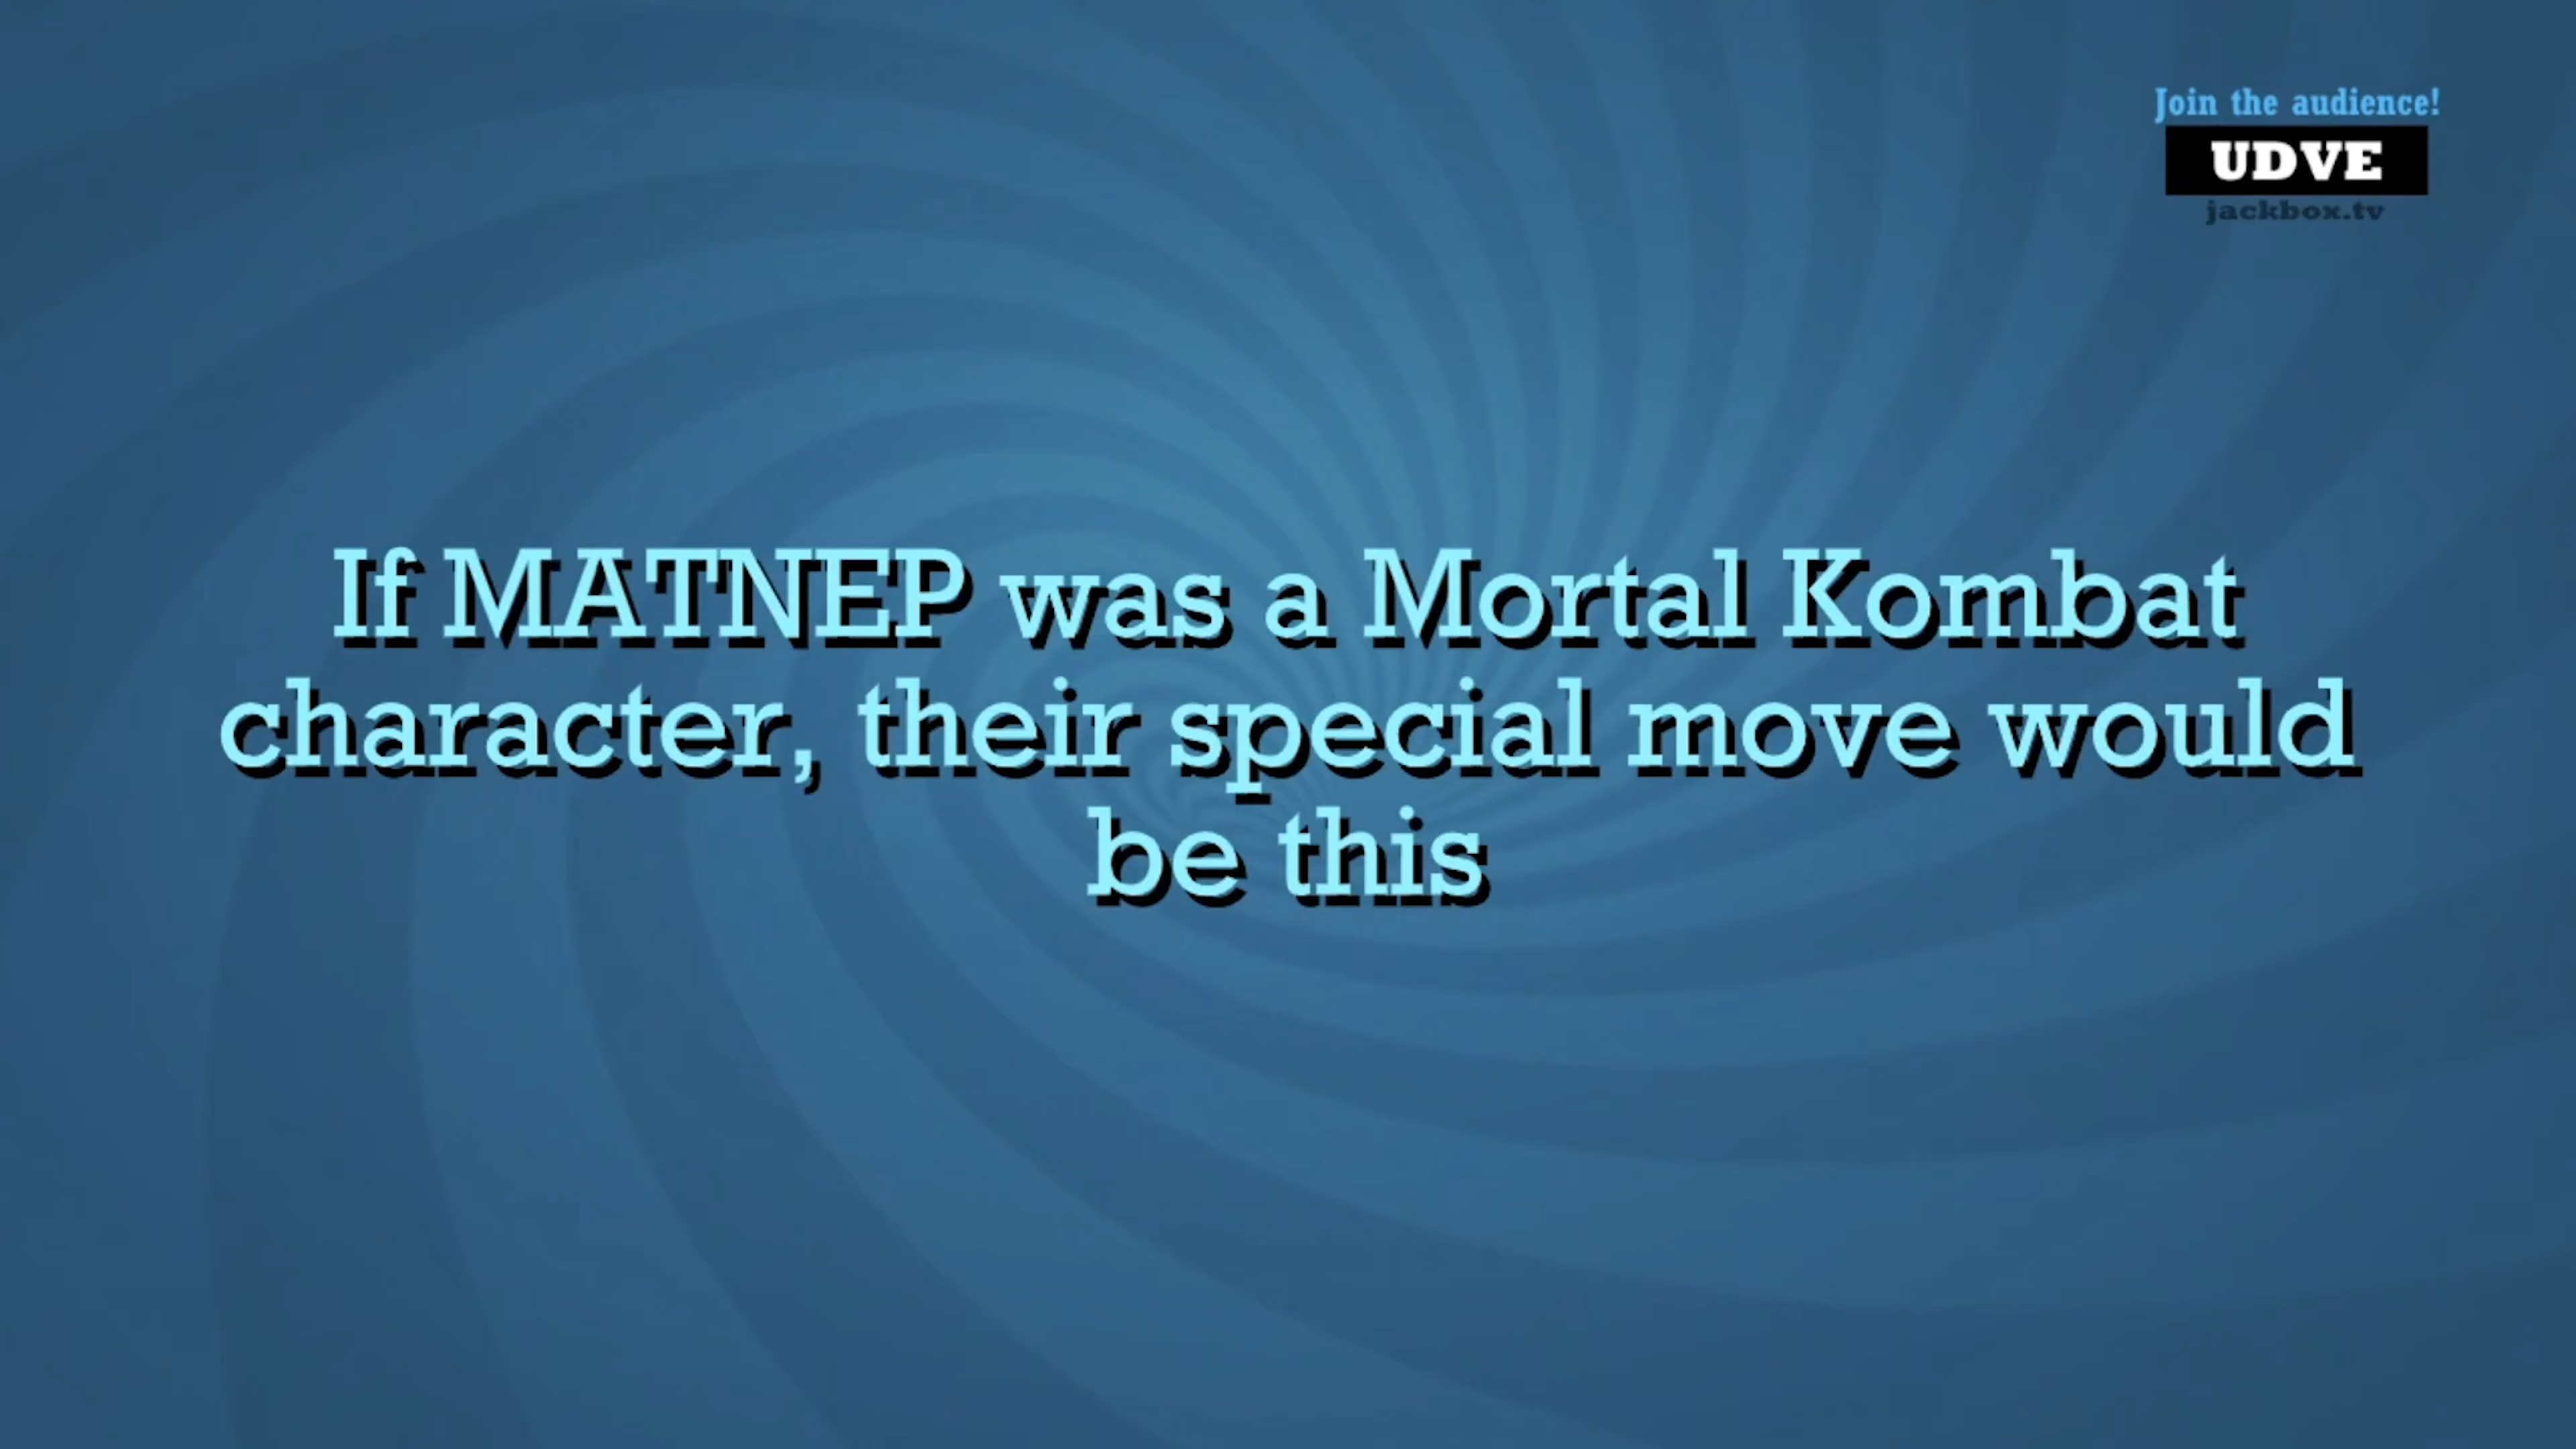 Join the audience!
UDVE
jackbox.tv
If MATNEP was a Mortal Kombat
character, their special move would
be this